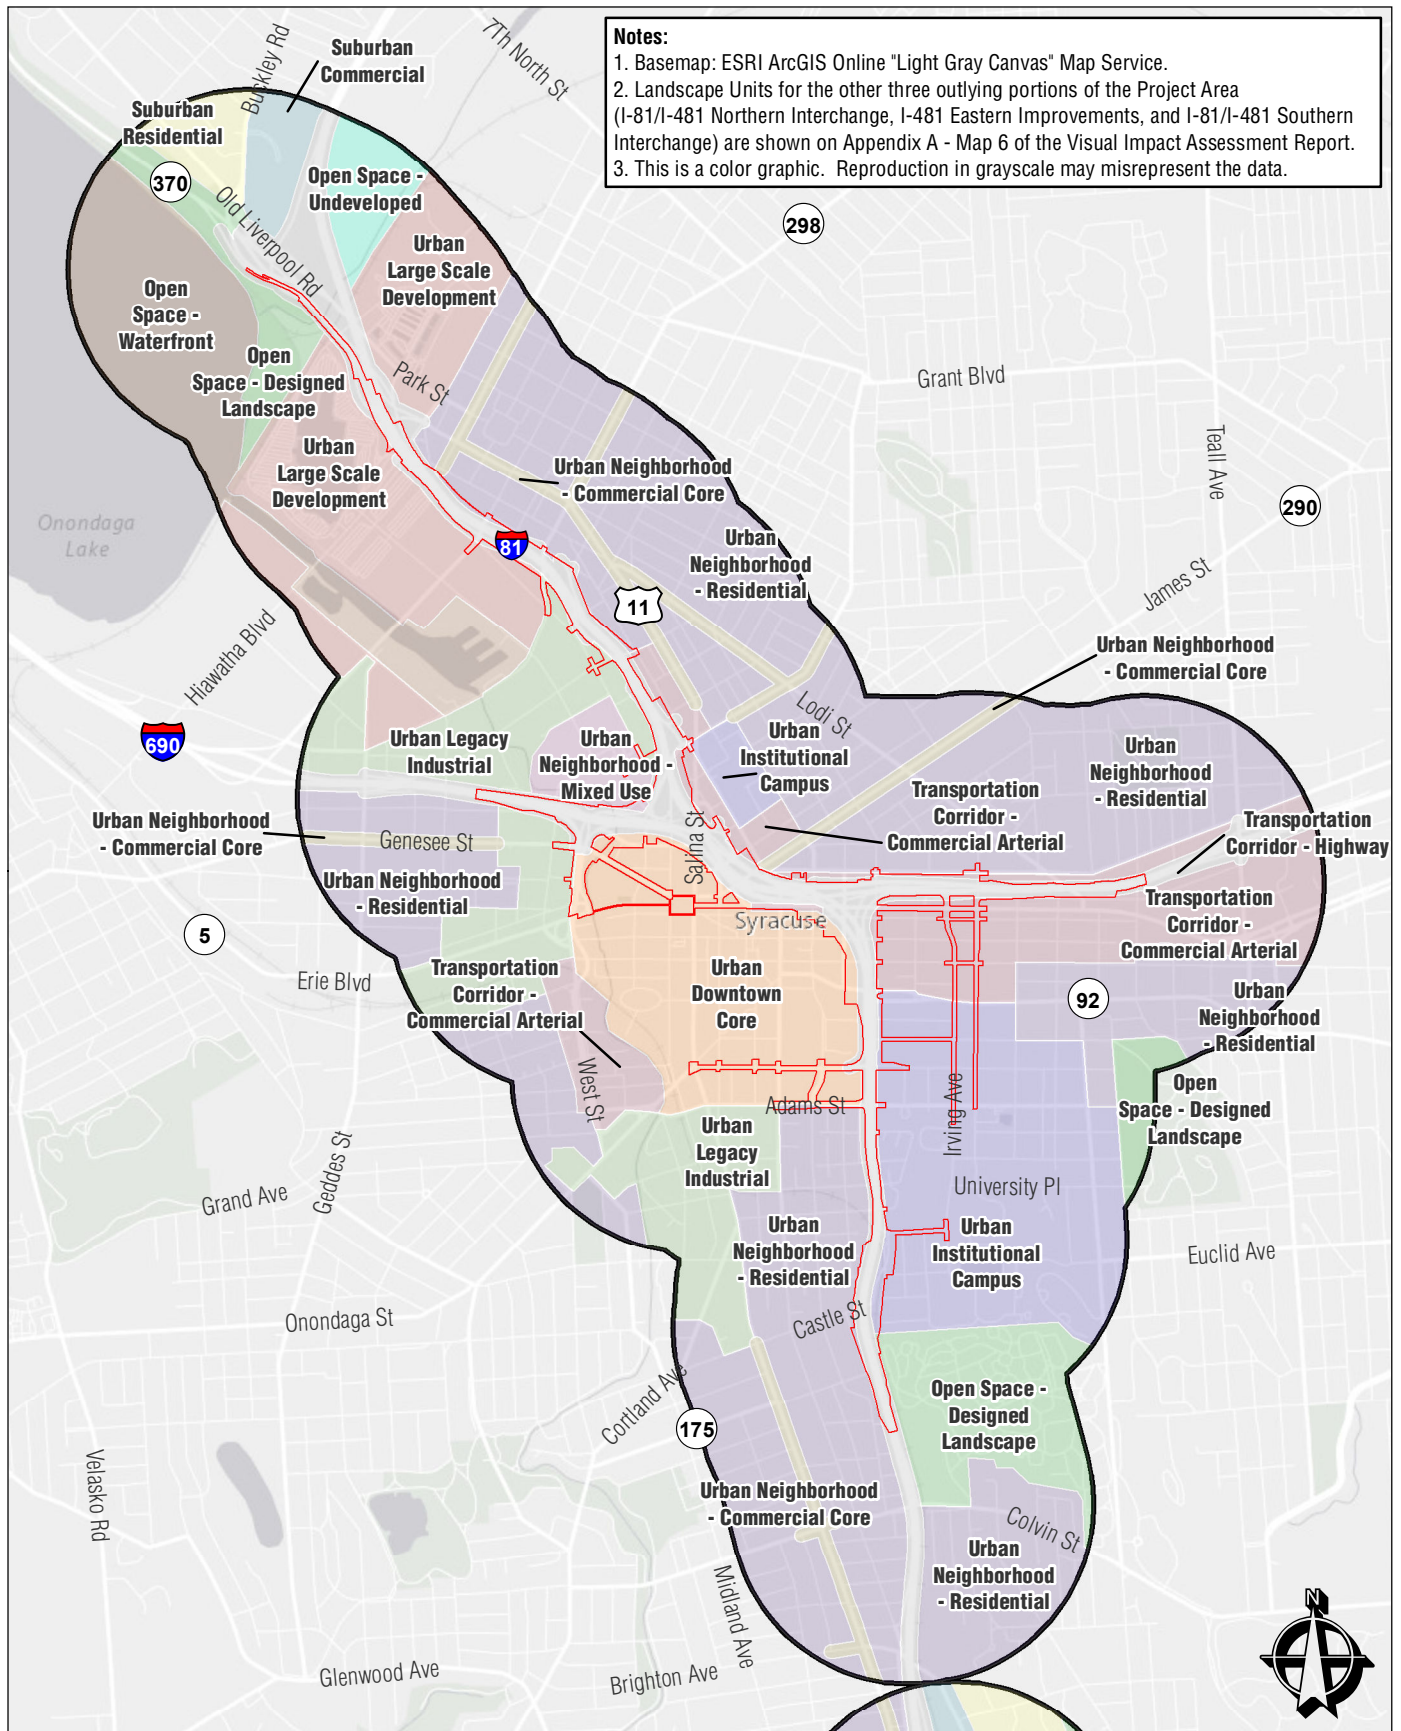 Notes:
1. Basemap: ESRI ArcGIS Online "Light Gray Canvas" Map Service.
2. Landscape Units for the other three outlying portions of the Project Area
(I-81/I-481 Northern Interchange, I-481 Eastern Improvements, and I-81/I-481 Southern
Interchange) are shown on Appendix A - Map 6 of the Visual Impact Assessment Report.
3. This is a color graphic.  Reproduction in grayscale may misrepresent the data.
Buckley Rd
Suburban
Commercial
7Th North St
Suburban
Residential
370
Open Space -
Undeveloped
Old Liverpool Rd
298
Urban
Large Scale
Development
Open
Space -
Waterfront
Open
Space - Designed
Landscape
Park St
Grant Blvd
Urban
Large Scale
Development
Urban Neighborhood
- Commercial Core
Teall Ave
290
Onondaga
Lake
81
Urban
Neighborhood
- Residential
James St
11
Hiawatha Blvd
Urban Neighborhood
- Commercial Core
Lodi St
690
Urban Legacy
Industrial
Urban
Neighborhood -
Mixed Use
Urban
Institutional
Campus
Urban
Neighborhood
- Residential
Transportation
Corridor -
Commercial Arterial
Urban Neighborhood
- Commercial Core
Genesee St
Salina St
Transportation
Corridor - Highway
Urban Neighborhood
- Residential
Syracuse
Transportation
Corridor -
Commercial Arterial
5
Erie Blvd
Transportation
Corridor -
Commercial Arterial
Urban
Downtown
Core
92
Urban
Neighborhood
- Residential
West St
Adams St
Irving Ave
Open
Space - Designed
Landscape
Urban
Legacy
Industrial
Geddes St
Grand Ave
University Pl
Urban
Neighborhood
- Residential
Urban
Institutional
Campus
Euclid Ave
Onondaga St
Castle St
Cortland Ave
175
Open Space -
Designed
Landscape
Velasko Rd
Urban Neighborhood
- Commercial Core
Colvin St
Urban
Neighborhood
- Residential
Midland Ave
Glenwood Ave
Brighton Ave
N